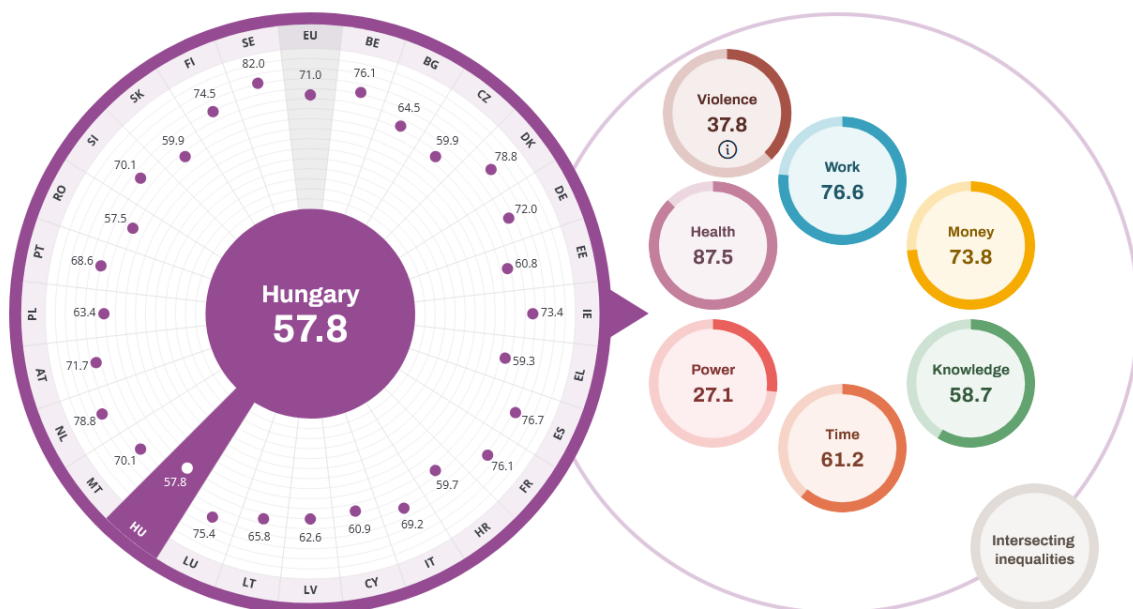 EU
71.0
BE
76.1
BG
64.5
CZ
59.9
DK
78.8
DE
72.0
EE
60.8
IE
73.4
EL
59.3
ES
76.7
FR
76.1
HR
59.7
IT
69.2
CY
60.9
LV
62.6
LT
65.8
LU
75.4
HU
57.8
MT
70.1
NL
78.8
AT
71.7
PL
63.4
PT
68.6
RO
57.5
SI
70.1
SK
59.9
FI
74.5
SE
82.0
Hungary
57.8
Violence
37.8
i
Work
76.6
Health
87.5
Money
73.8
Power
27.1
Knowledge
58.7
Time
61.2
Intersecting
inequalities